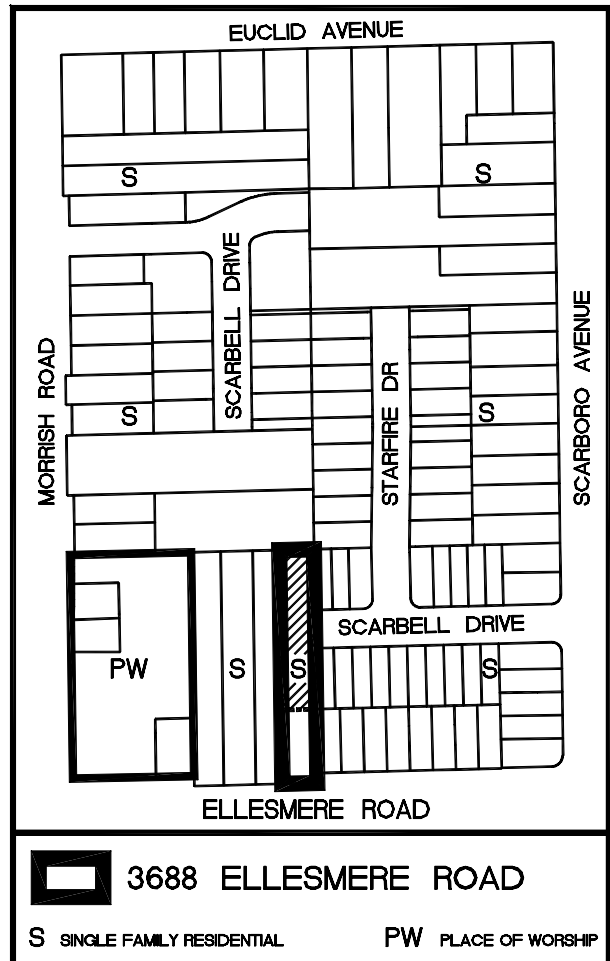 EUCLID AVENUE
S
S
SCARBELL DRIVE
MORRISH ROAD
SCARBORO AVENUE
STARFIRE DR
S
S
SCARBELL DRIVE
PW
S
S
S
ELLESMERE ROAD
3688 ELLESMERE ROAD
S SINGLE FAMILY RESIDENTIAL
PW PLACE OF WORSHIP